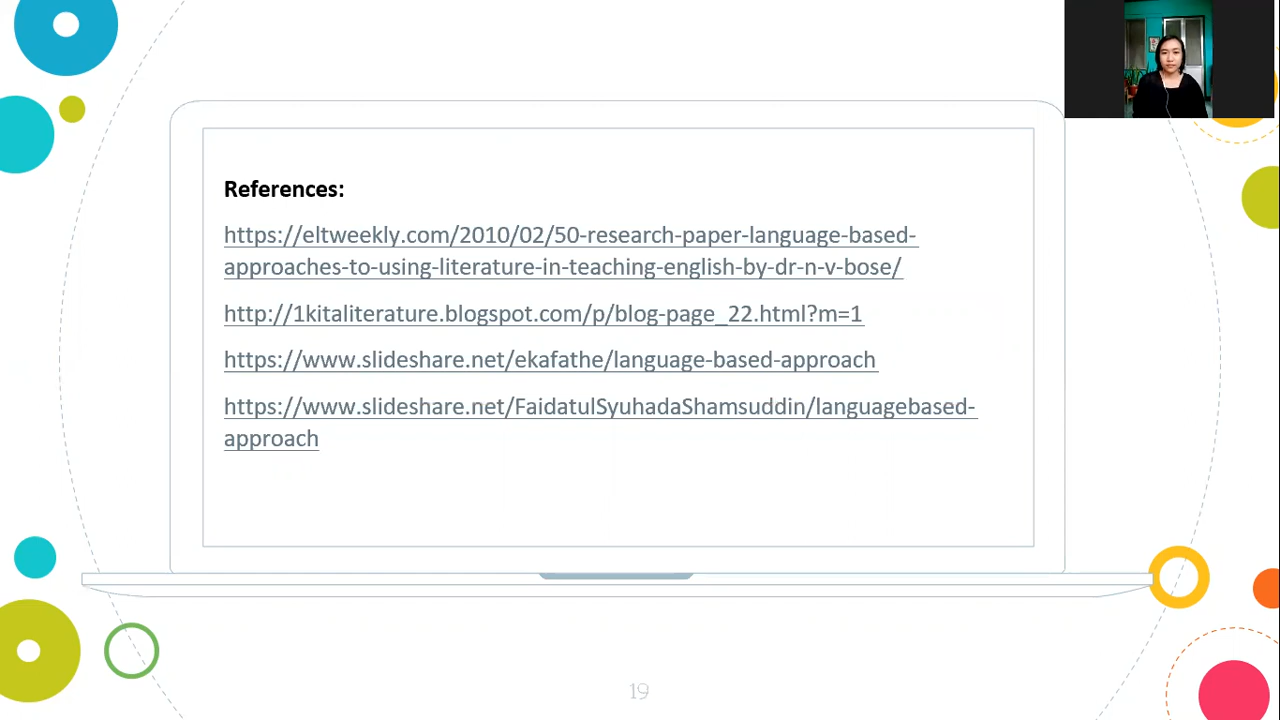 References:
https://eltweekly.com/2010/02/50-research-paper-language-based-
approaches-to-using-literature-in-teaching-english-by-dr-n-v-bose/
http://1kitaliterature.blogspot.com/p/blog-page_22.html?m=1
https://www.slideshare.net/ekafathe/language-based-approach
https://www.slideshare.net/FaidatulSyuhadaShamsuddin/languagebased-
approach
19